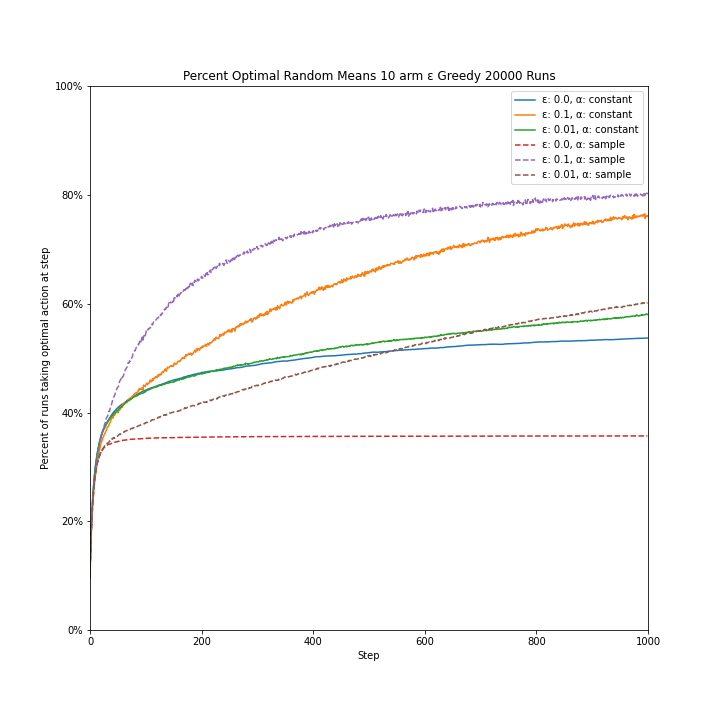 Percent Optimal Random Means 10 arm ε Greedy 20000 Runs
100%
80%
60%
40%
20%
0%
Percent of runs taking optimal action at step
ε: 0.0, α: constant
ε: 0.1, α: constant
ε: 0.01, α: constant
ε: 0.0, α: sample
ε: 0.1, α: sample
ε: 0.01, α: sample
0
200
400
600
800
1000
Step